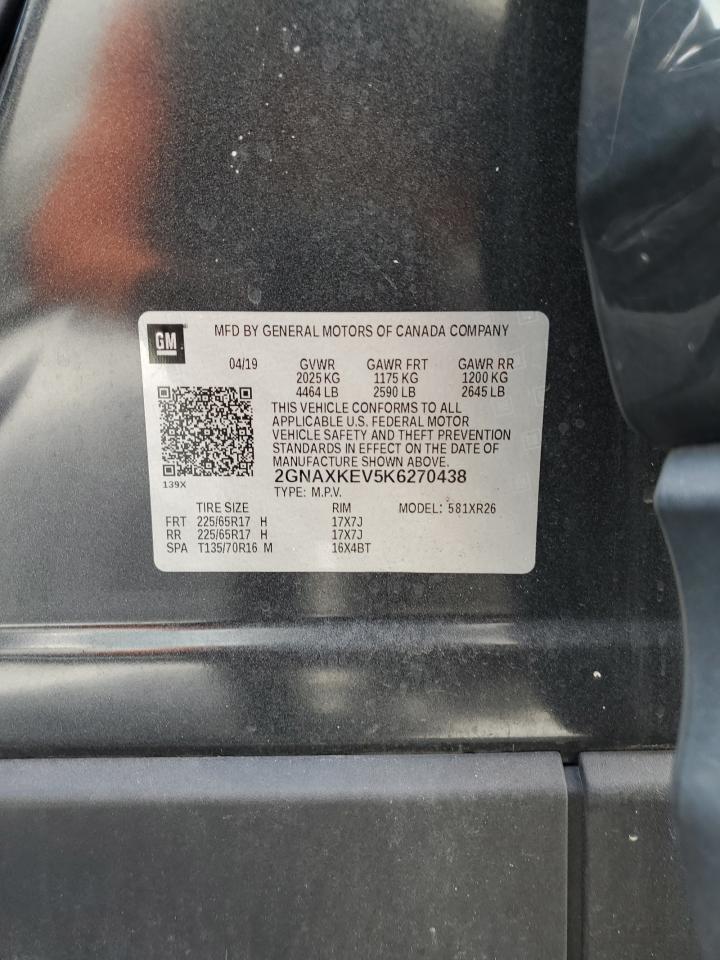 GM
MFD BY GENERAL MOTORS OF CANADA COMPANY
04/19 GVWR GAWR FRT GAWR RR
2025 KG 1175 KG 1200 KG
4464 LB 2590 LB 2645 LB
THIS VEHICLE CONFORMS TO ALL
APPLICABLE U.S. FEDERAL MOTOR
VEHICLE SAFETY AND THEFT PREVENTION
STANDARDS IN EFFECT ON THE DATE OF
MANUFACTURE SHOWN ABOVE.
139X
2GNAXKEV5K6270438
TYPE: M.P.V. MODEL: 581XR26
TIRE SIZE RIM
FRT 225/65R17 H 17X7J
RR 225/65R17 H 17X7J
SPA T135/70R16 M 16X4BT